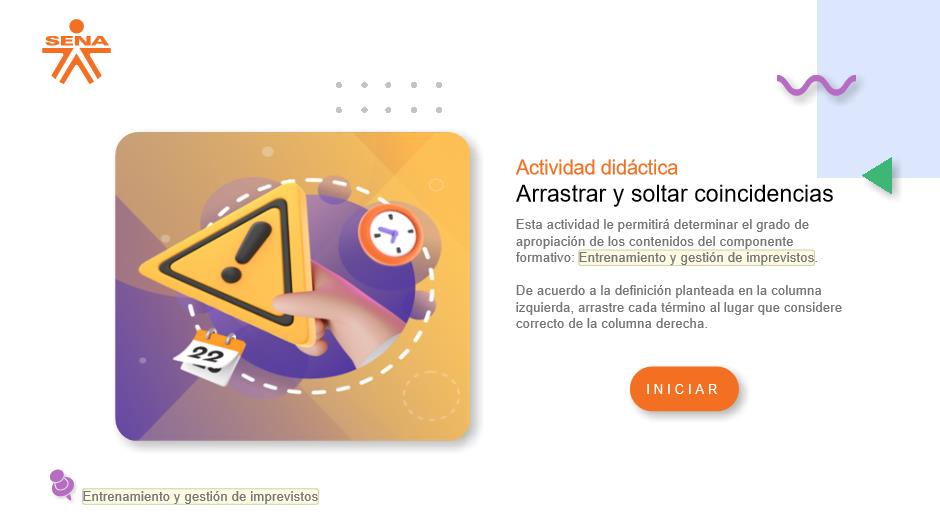 SENA
Actividad didáctica
Arrastrar y soltar coincidencias
Esta actividad le permitirá determinar el grado de
apropiación de los contenidos del componente
formativo: Entrenamiento y gestión de imprevistos.
De acuerdo a la definición planteada en la columna
izquierda, arrastre cada término al lugar que considere
correcto de la columna derecha.
22
INICIAR
Entrenamiento y gestión de imprevistos